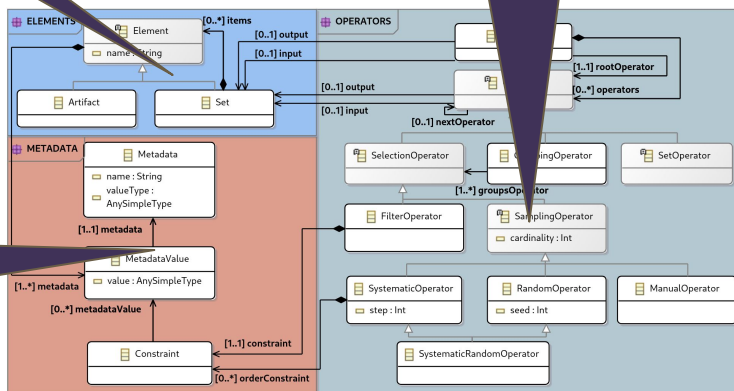 ELEMENTS
Element
name : String
[0..*] items
[0..1] output
[0..1] input
Artifact
Set
OPERATORS
[1..1] rootOperator
[0..*] operators
[0..1] output
[0..1] input
[0..1] nextOperator
SelectionOperator
SetOperator
[1..*] groupsOperator
FilterOperator
SamplingOperator
cardinality : Int
SystematicOperator
step : Int
RandomOperator
seed : Int
ManualOperator
SystematicRandomOperator
METADATA
Metadata
name : String
valueType :
AnySimpleType
[1..1] metadata
MetadataValue
value : AnySimpleType
[1..*] metadata
[0..*] metadataValue
Constraint
[1..1] constraint
[0..*] orderConstraint